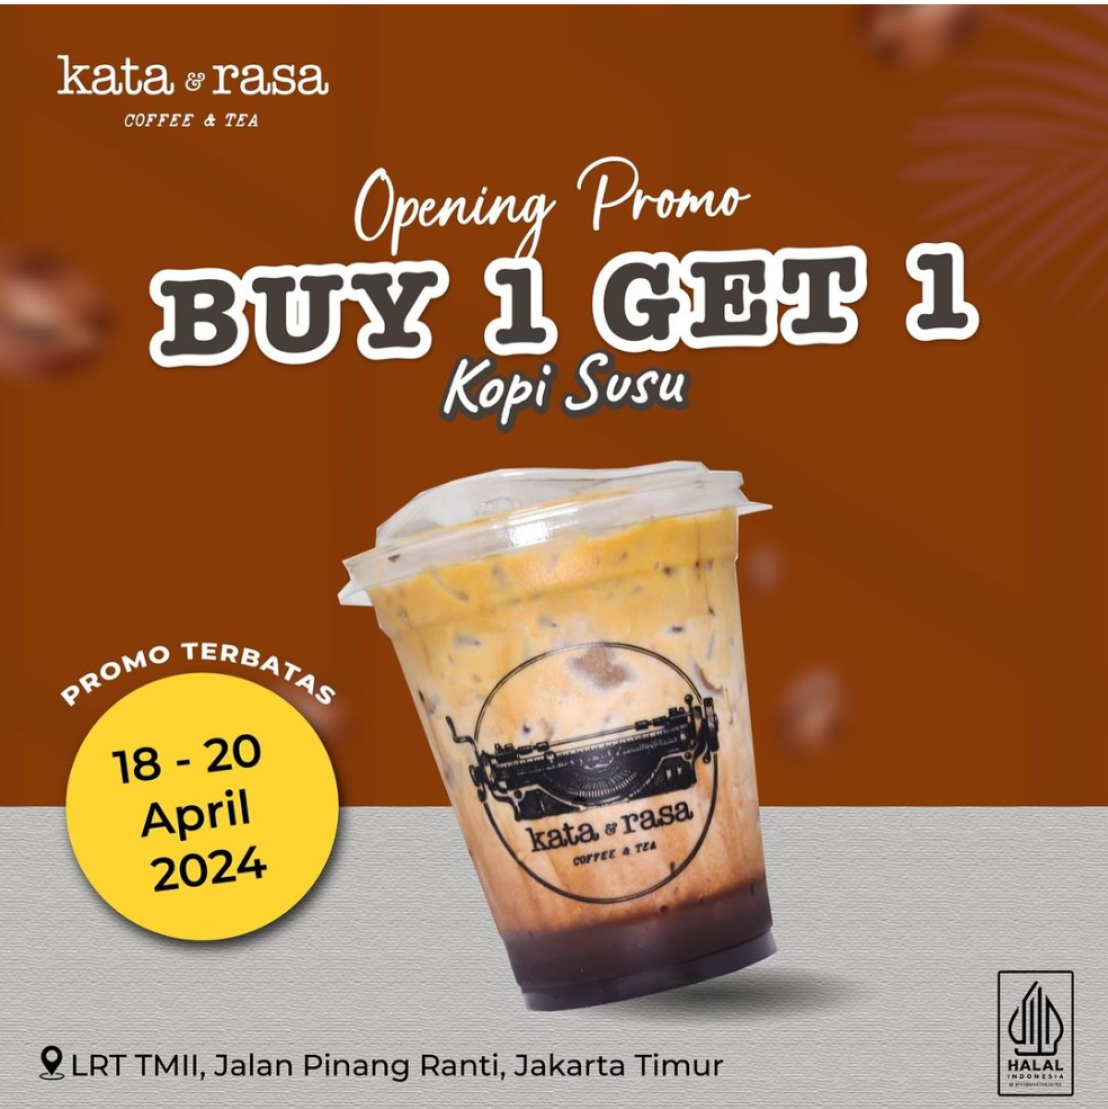 kata & rasa
COFFEE & TEA
Opening Promo
BUY 1 GET 1
Kopi Susu
kata & rasa
COFFEE & TEA
PROMO TERBATAS
18 - 20
April
2024
LRT TMII, Jalan Pinang Ranti, Jakarta Timur
HALAL
INDONESIA